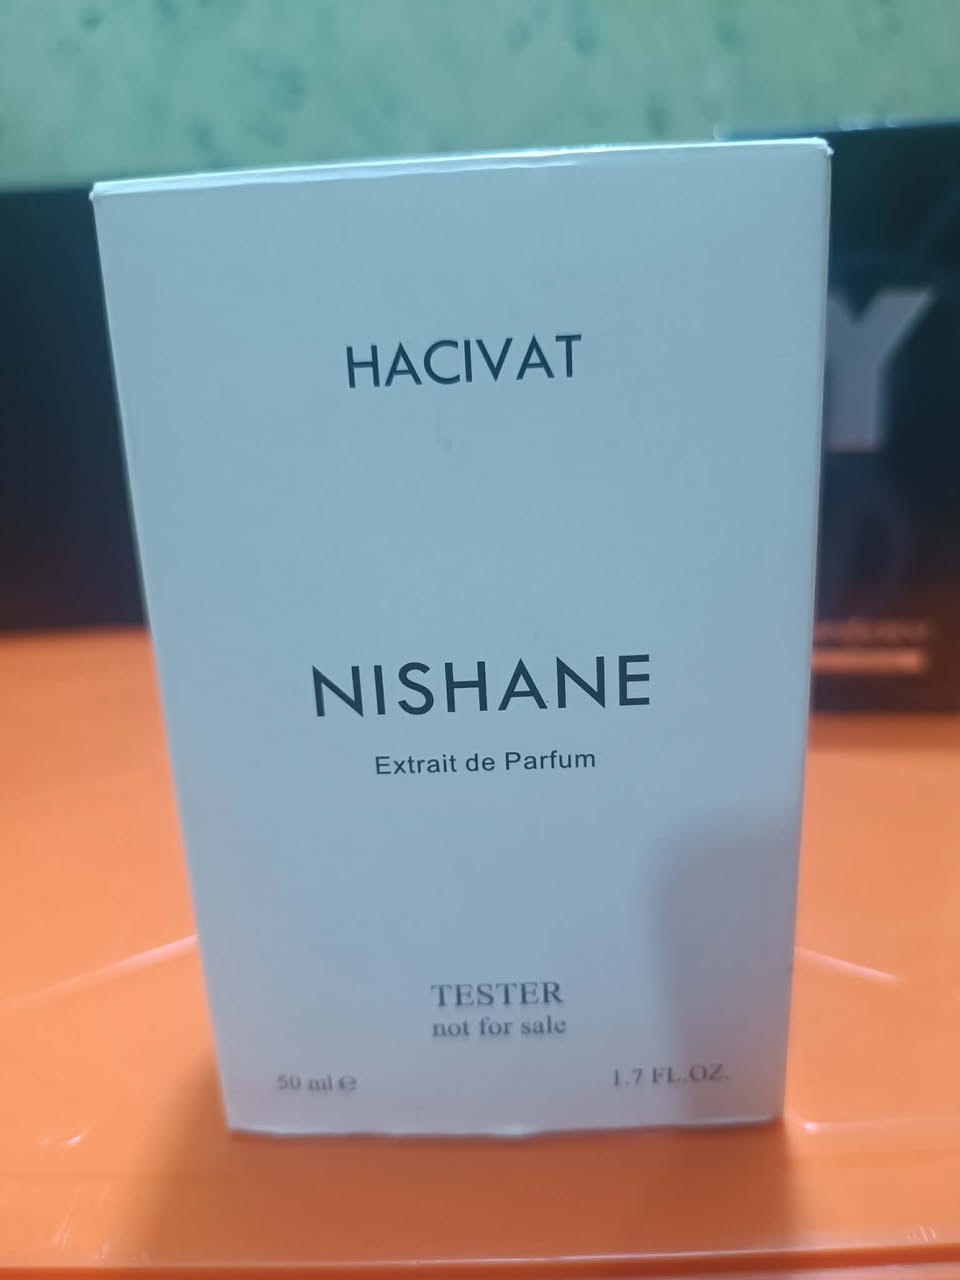 HACIVAT
NISHANE
Extrait de Parfum
TESTER
not for sale
50 ml ℮
1.7 FL.OZ.
Y